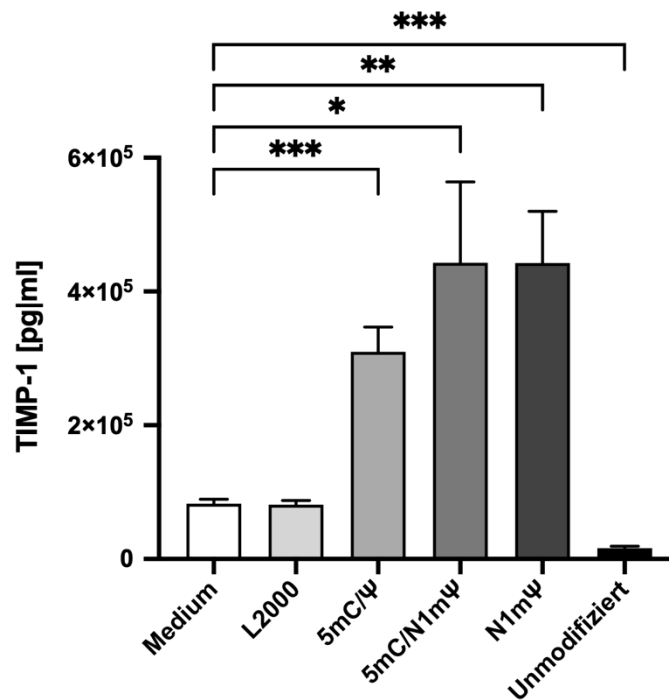 ***
**
*
***
6×10⁵
4×10⁵
2×10⁵
0
TIMP-1 [pg|ml]
Medium
L2000
5mC/Ψ
5mC/N1mΨ
N1mΨ
Unmodifiziert